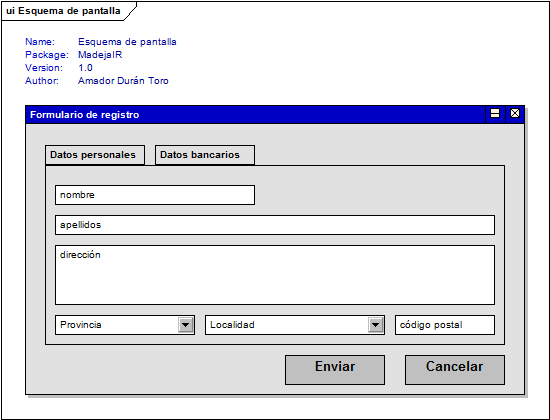 ui Esquema de pantalla
Name: Esquema de pantalla
Package: MadejaIR
Version: 1.0
Author: Amador Durán Toro
Formulario de registro
Datos personales Datos bancarios
nombre
apellidos
dirección
Provincia Localidad código postal
Enviar Cancelar